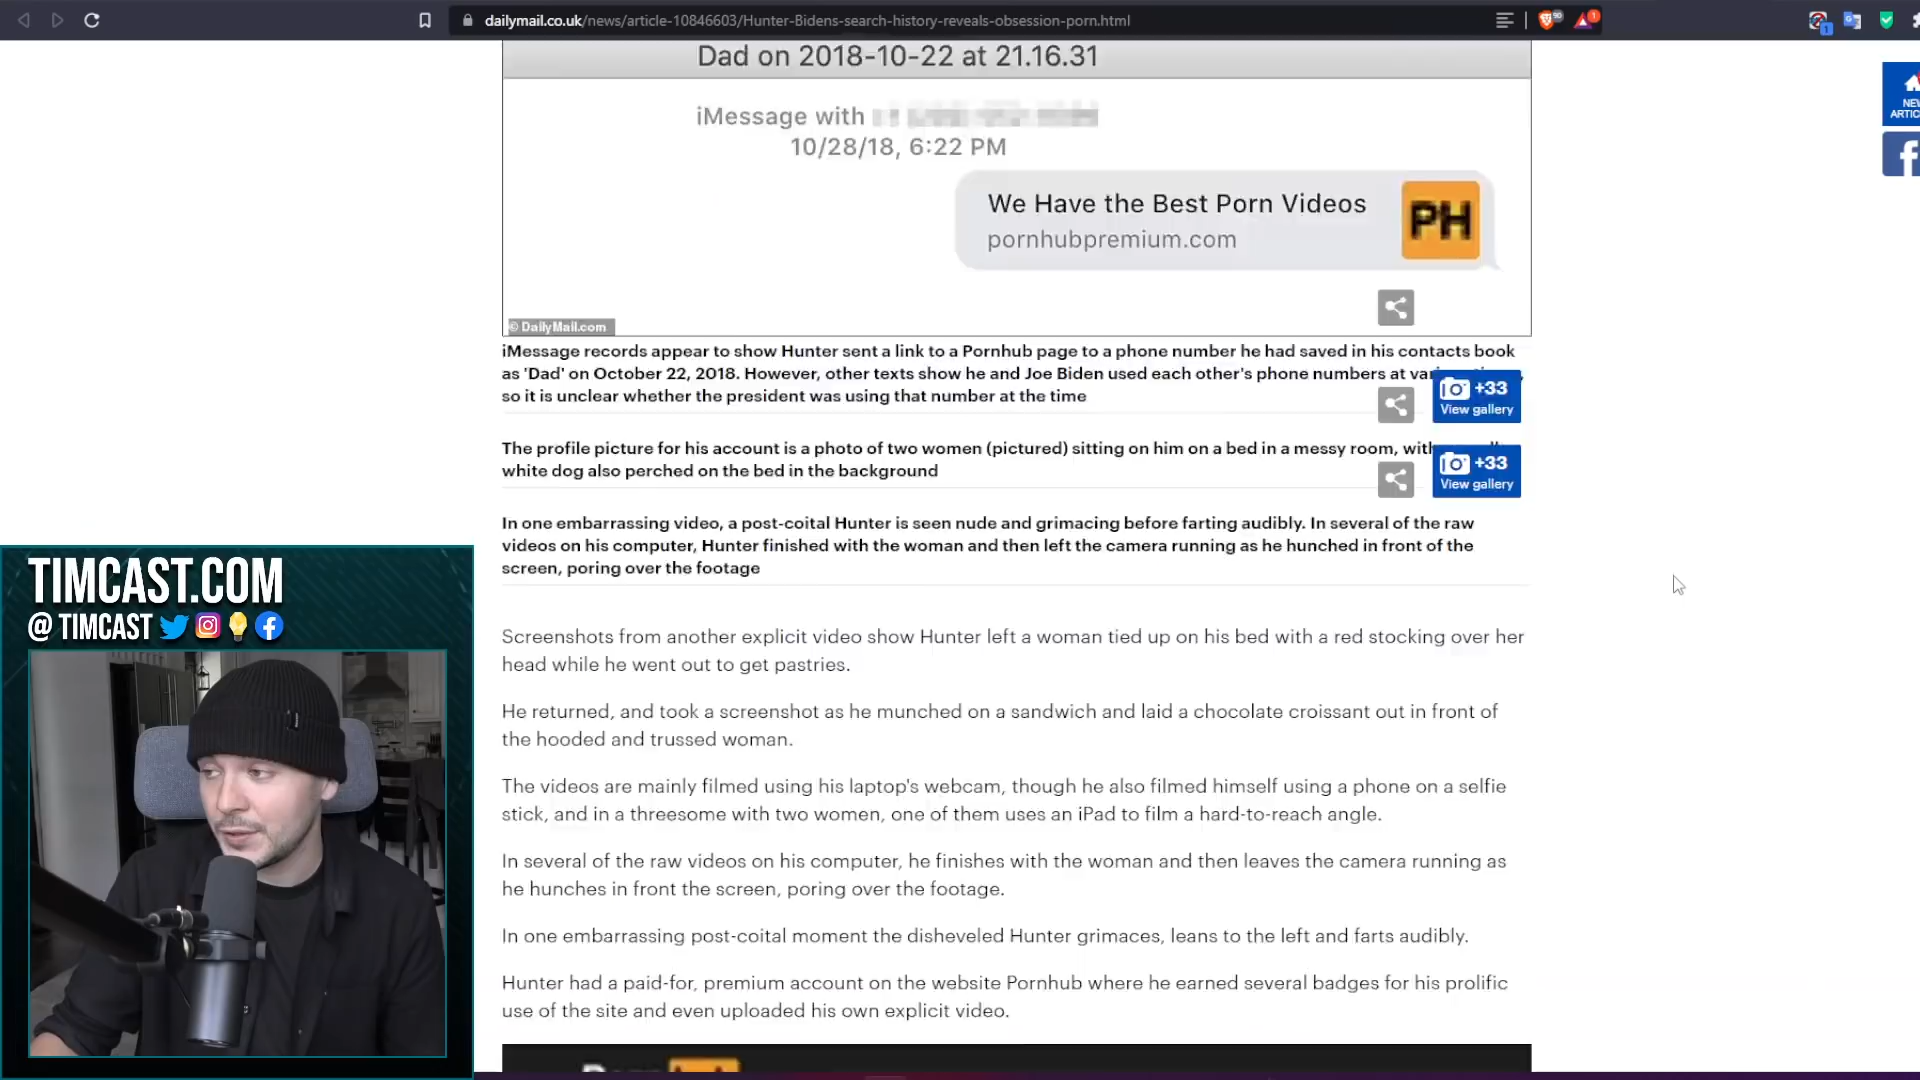 dailymail.co.uk/news/article-10846603/Hunter-Bidens-search-history-reveals-obsession-porn.html
90
1
1
Dad on 2018-10-22 at 21.16.31
iMessage with
10/28/18, 6:22 PM
We Have the Best Porn Videos
pornhubpremium.com
PH
© DailyMail.com
iMessage records appear to show Hunter sent a link to a Pornhub page to a phone number he had saved in his contacts book
as 'Dad' on October 22, 2018. However, other texts show he and Joe Biden used each other's phone numbers at
so it is unclear whether the president was using that number at the time
+33
View gallery
The profile picture for his account is a photo of two women (pictured) sitting on him on a bed in a messy room,
white dog also perched on the bed in the background
+33
View gallery
In one embarrassing video, a post-coital Hunter is seen nude and grimacing before farting audibly. In several of the raw
videos on his computer, Hunter finished with the woman and then left the camera running as he hunched in front of the
screen, poring over the footage
Screenshots from another explicit video show Hunter left a woman tied up on his bed with a red stocking over her
head while he went out to get pastries.
He returned, and took a screenshot as he munched on a sandwich and laid a chocolate croissant out in front of
the hooded and trussed woman.
The videos are mainly filmed using his laptop's webcam, though he also filmed himself using a phone on a selfie
stick, and in a threesome with two women, one of them uses an iPad to film a hard-to-reach angle.
In several of the raw videos on his computer, he finishes with the woman and then leaves the camera running as
he hunches in front the screen, poring over the footage.
In one embarrassing post-coital moment the disheveled Hunter grimaces, leans to the left and farts audibly.
Hunter had a paid-for, premium account on the website Pornhub where he earned several badges for his prolific
use of the site and even uploaded his own explicit video.
TIMCAST.COM
@ TIMCAST